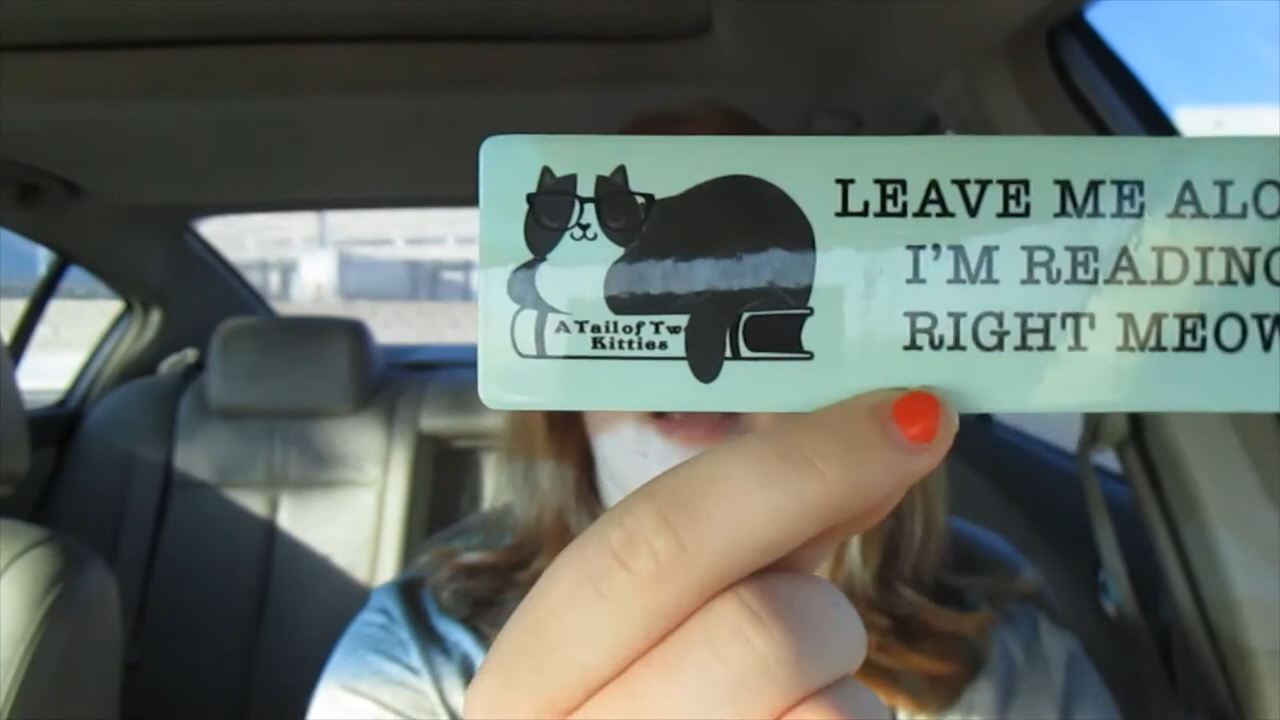 A Tail of Tw
Kitties
LEAVE ME ALO
I'M READING
RIGHT MEOW